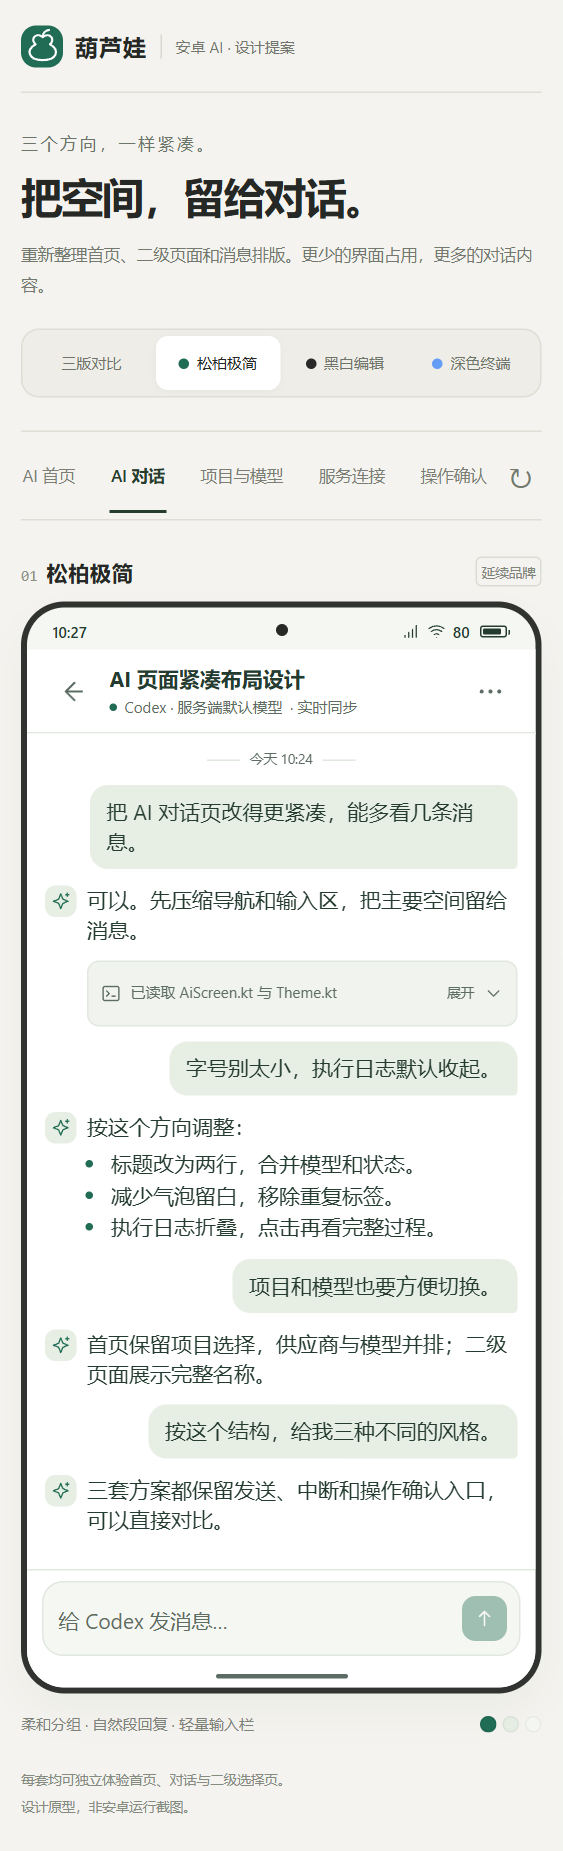 葫芦娃
安卓 AI · 设计提案
三个方向，一样紧凑。
把空间，留给对话。
重新整理首页、二级页面和消息排版。更少的界面占用，更多的对话内
容。
三版对比
松柏极简
黑白编辑
深色终端
AI 首页
AI 对话
项目与模型
服务连接
操作确认
01 松柏极简
延续品牌
10:27
80
AI 页面紧凑布局设计
Codex · 服务端默认模型 · 实时同步
今天 10:24
把 AI 对话页改得更紧凑，能多看几条消
息。
可以。先压缩导航和输入区，把主要空间留给
消息。
已读取 AiScreen.kt 与 Theme.kt
展开
字号别太小，执行日志默认收起。
按这个方向调整：
标题改为两行，合并模型和状态。
减少气泡留白，移除重复标签。
执行日志折叠，点击再看完整过程。
项目和模型也要方便切换。
首页保留项目选择，供应商与模型并排；二级
页面展示完整名称。
按这个结构，给我三种不同的风格。
三套方案都保留发送、中断和操作确认入口，
可以直接对比。
给 Codex 发消息...
柔和分组 · 自然段回复 · 轻量输入栏
每套均可独立体验首页、对话与二级选择页。
设计原型，非安卓运行截图。